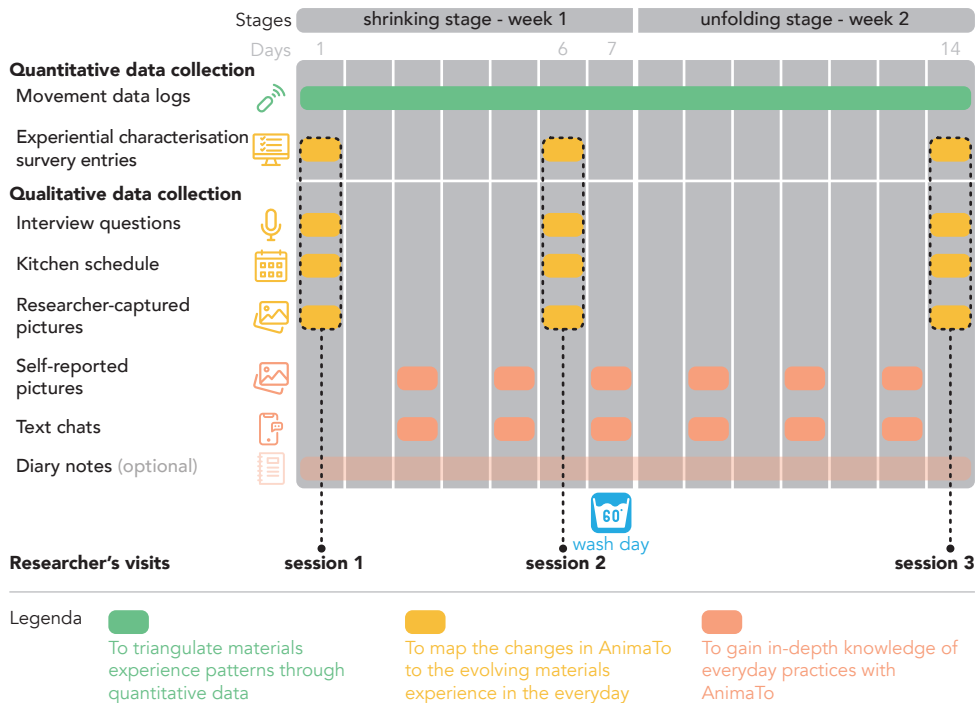 Stages shrinking stage - week 1 unfolding stage - week 2
Days 1 6 7 14
Quantitative data collection
Movement data logs
Experiential characterisation
survery entries
Qualitative data collection
Interview questions
Kitchen schedule
Researcher-captured
pictures
Self-reported
pictures
Text chats
Diary notes (optional)
60°
wash day
Researcher's visits session 1 session 2 session 3
Legenda
To triangulate materials
experience patterns through
quantitative data
To map the changes in AnimaTo
to the evolving materials
experience in the everyday
To gain in-depth knowledge of
everyday practices with
AnimaTo